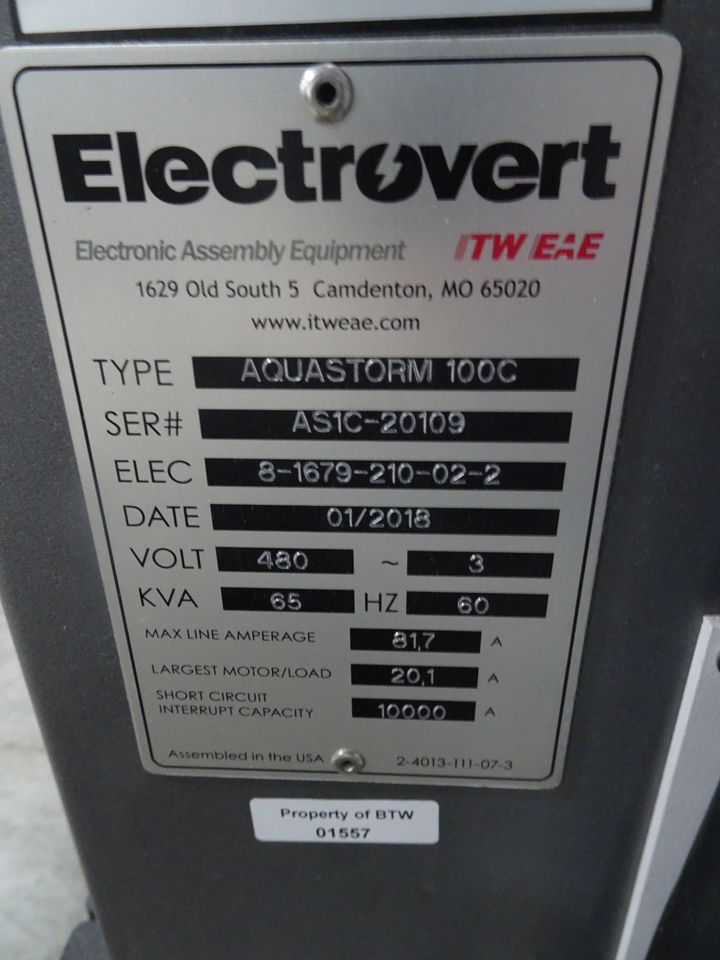 Electrovert
Electronic Assembly Equipment ITW EAE
1629 Old South 5 Camdenton, MO 65020
www.itweae.com
TYPE AQUASTORM 100C
SER# AS1C-20109
ELEC 8-1679-210-02-2
DATE 01/2018
VOLT 480 ~ 3
KVA 65 HZ 60
MAX LINE AMPERAGE 81,7 A
LARGEST MOTOR/LOAD 20,1 A
SHORT CIRCUIT
INTERRUPT CAPACITY 10000 A
Assembled in the USA 2-4013-111-07-3
Property of BTW
01557